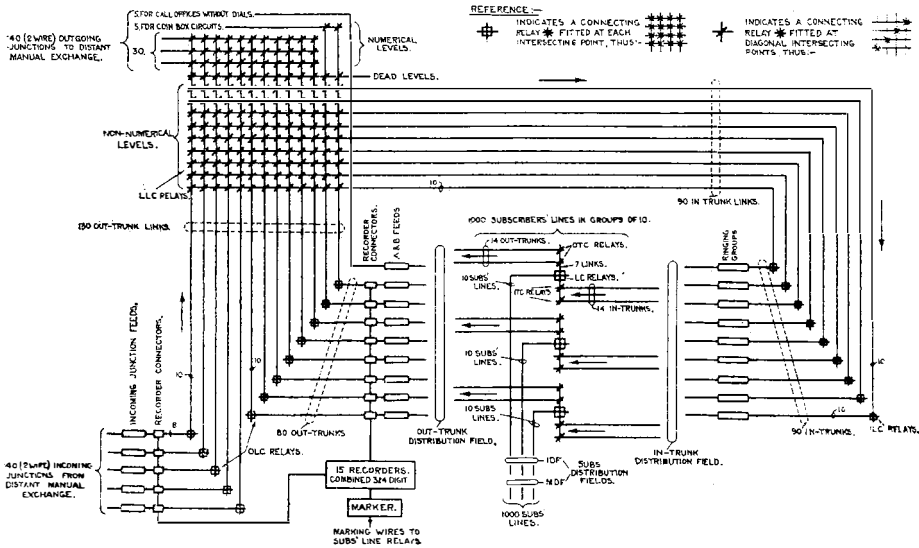 5, FOR CALL OFFICES WITHOUT DIALS.
5, FOR COIN BOX CIRCUITS.
30.
40 (2 WIRE) OUTGOING
JUNCTIONS TO DISTANT
MANUAL EXCHANGE.
NUMERICAL
LEVELS.
DEAD LEVELS.
REFERENCE:-
INDICATES A CONNECTING
RELAY FITTED AT EACH
INTERSECTING POINT, THUS:-
INDICATES A CONNECTING
RELAY FITTED AT
DIAGONAL INTERSECTING
POINTS, THUS:-
NON-NUMERICAL
LEVELS.
LLC RELAYS.
130 OUT-TRUNK LINKS.
10
90 IN TRUNK LINKS.
RECORDER
CONNECTORS.
A & B FEEDS
1000 SUBSCRIBERS' LINES IN GROUPS OF 10.
14 OUT-TRUNKS.
OTC RELAYS.
7 LINKS.
LC RELAYS.
10 SUBS'
LINES.
ITC RELAYS
14 IN-TRUNKS.
RINGING
GROUPS
10 SUBS'
LINES.
10 SUBS
LINES.
INCOMING JUNCTION FEEDS.
RECORDER CONNECTORS.
10
10
8
10
10
80 OUT-TRUNKS
OLC RELAYS.
OUT-TRUNK
DISTRIBUTION FIELD.
IN-TRUNK
DISTRIBUTION FIELD.
90 IN-TRUNKS.
ILC RELAYS.
40 (2 WIRE) INCOMING
JUNCTIONS FROM
DISTANT MANUAL
EXCHANGE.
15 RECORDERS.
COMBINED 3&4 DIGIT
MARKER.
MARKING WIRES TO
SUBS' LINE RELAYS
IDF
MDF
SUBS
DISTRIBUTION
FIELDS.
1000 SUBS
LINES.